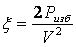 ξ = 2P_изб / V²